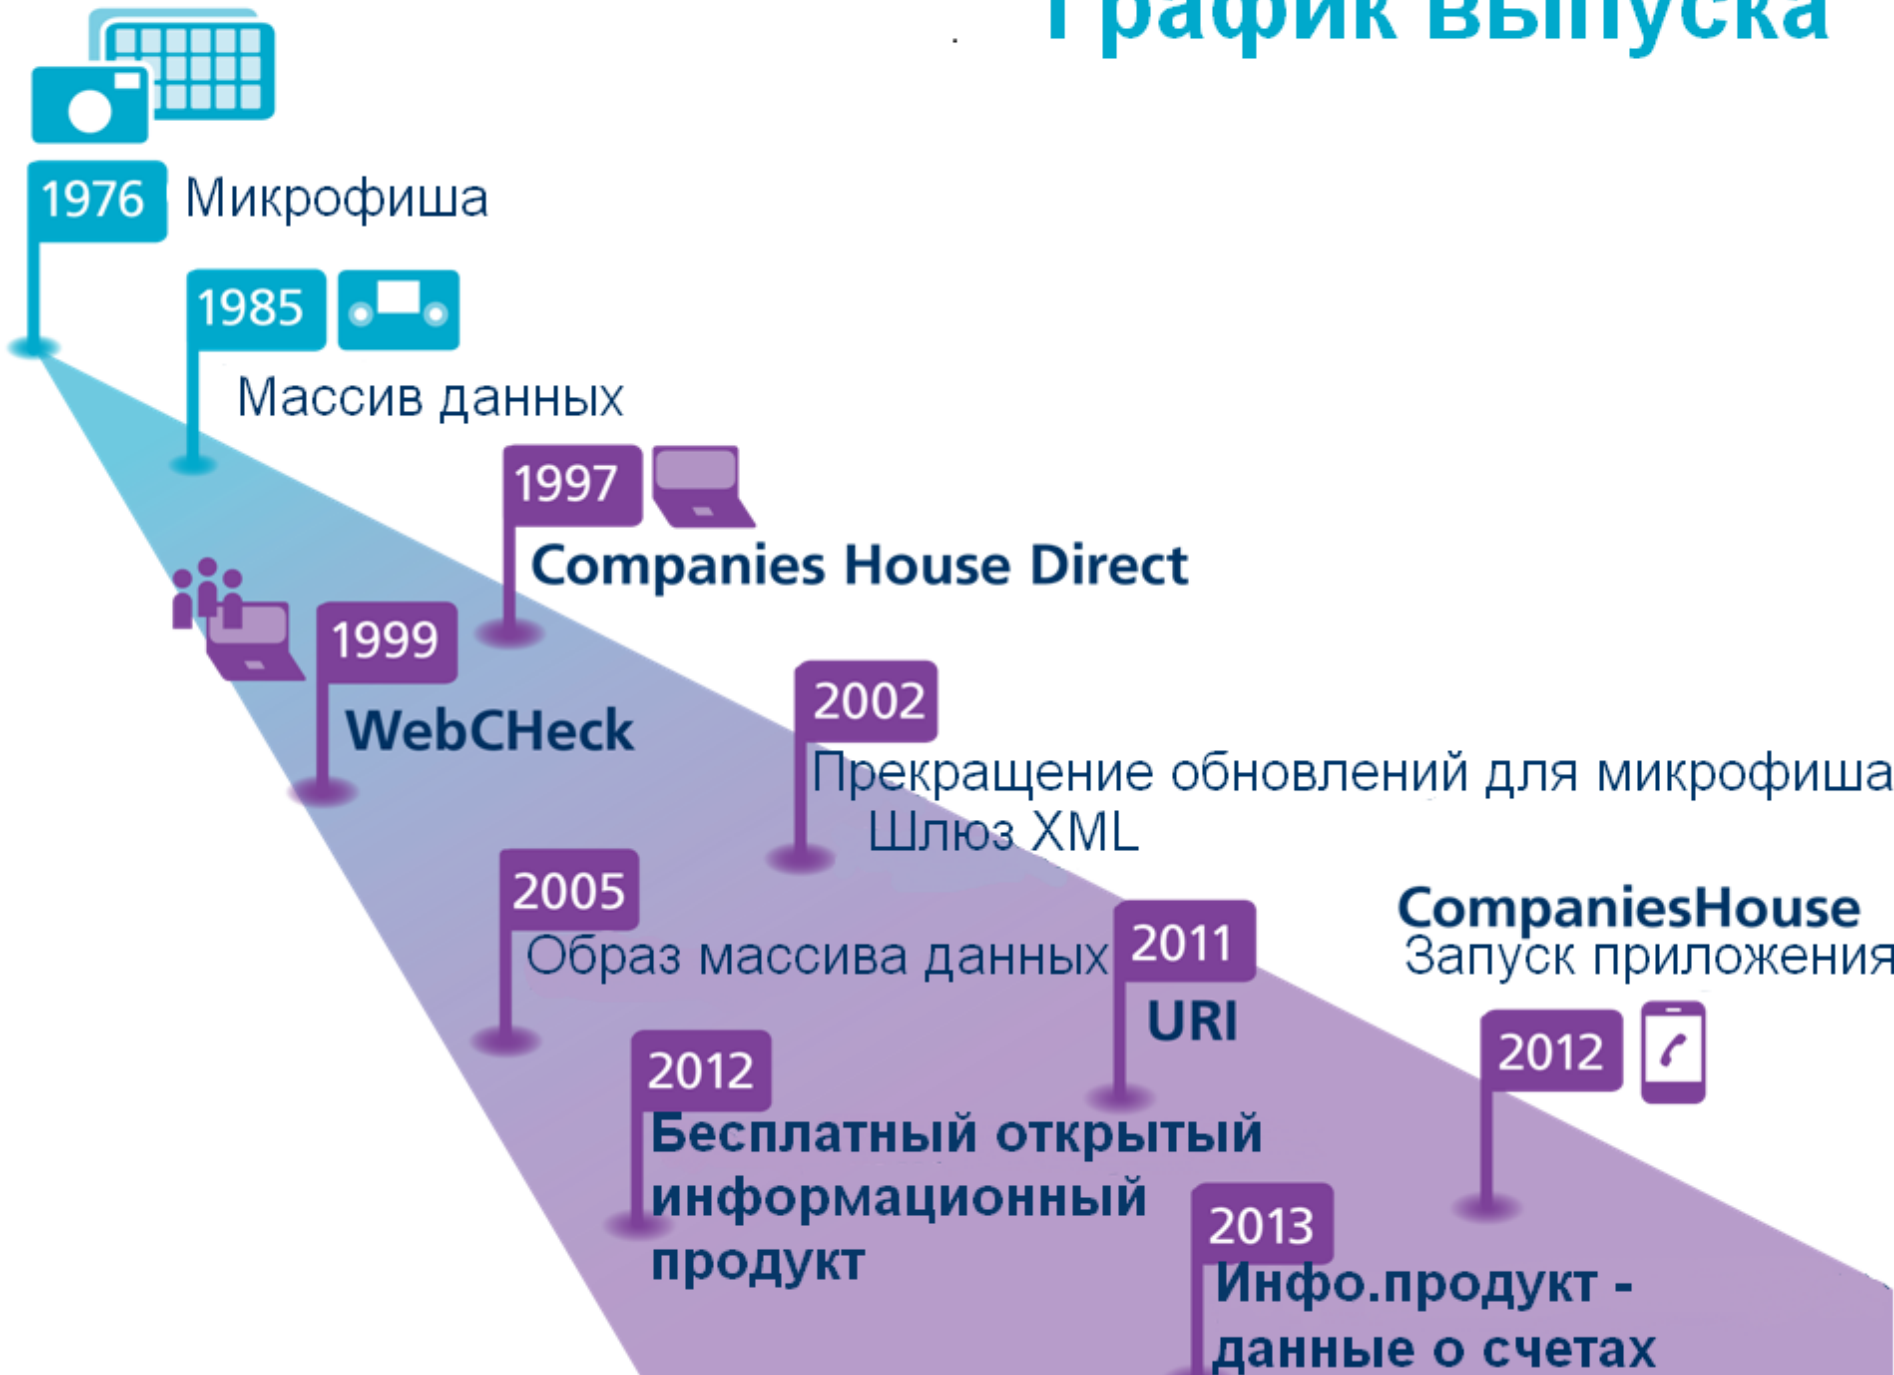 График выпуска
1976
Микрофиша
1985
Массив данных
1997
Companies House Direct
1999
WebCHeck
2002
Прекращение обновлений для микрофиша
Шлюз XML
2005
Образ массива данных
2011
URI
CompaniesHouse
Запуск приложения
2012
2012
Бесплатный открытый
информационный
продукт
2013
Инфо.продукт -
данные о счетах